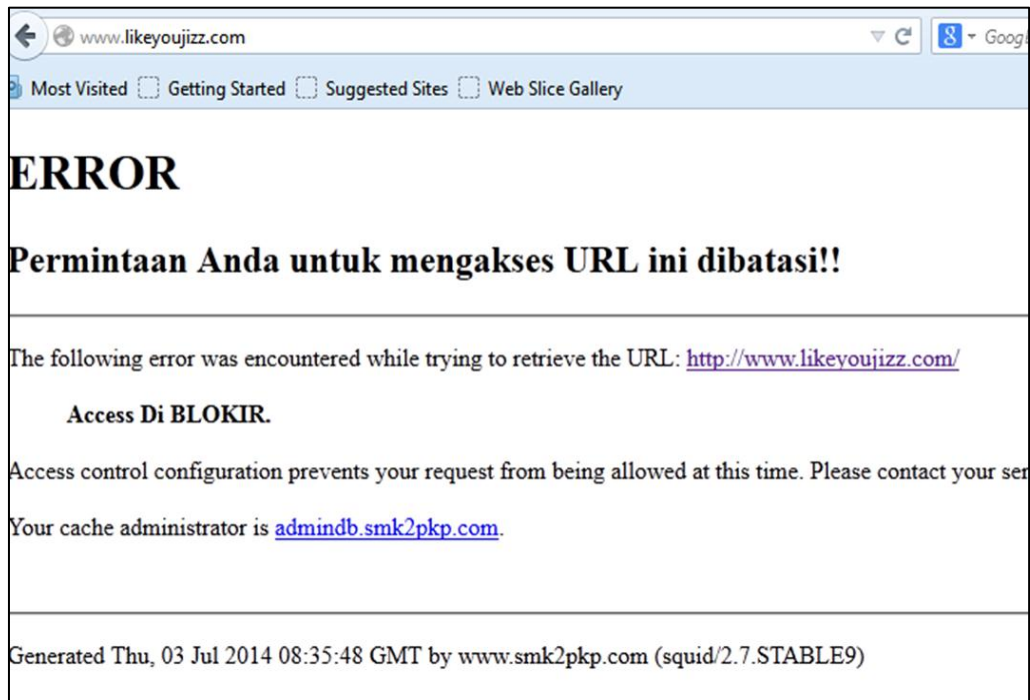 www.likeyoujizz.com
8 Googl
Most Visited Getting Started Suggested Sites Web Slice Gallery
ERROR
Permintaan Anda untuk mengakses URL ini dibatasi!!
The following error was encountered while trying to retrieve the URL: http://www.likeyoujizz.com/
Access Di BLOKIR.
Access control configuration prevents your request from being allowed at this time. Please contact your ser
Your cache administrator is admindb.smk2pkp.com.
Generated Thu, 03 Jul 2014 08:35:48 GMT by www.smk2pkp.com (squid/2.7.STABLE9)